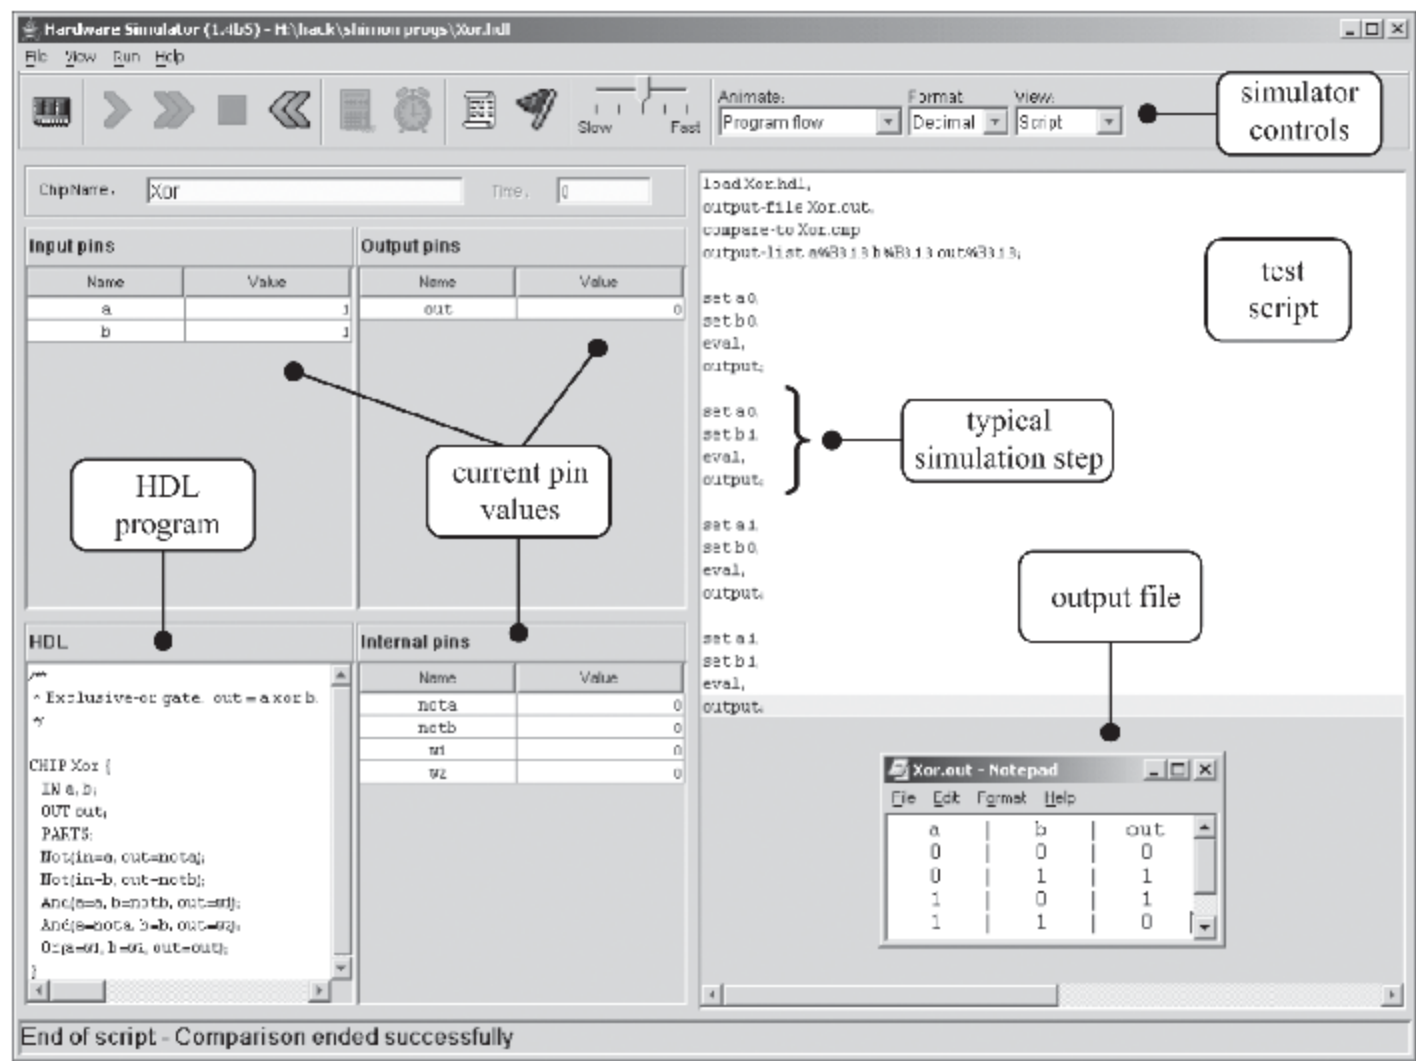 Hardware Simulator (1.4b5) - H:\hack\shimon progs\Xor.hdl
File View Run Help
Slow Fast
Animate:
Program flow
Format:
Decimal
View:
Script
simulator
controls
Chip Name:
Xor
Time:
0
Input pins
Name Value
a 1
b 1
Output pins
Name Value
out 0
current pin
values
HDL
program
HDL
/**
* Exclusive-or gate. out = a xor b.
*/
CHIP Xor {
IN a, b;
OUT out;
PARTS:
Not(in=a, out=nota);
Not(in=b, out=notb);
And(a=a, b=notb, out=w1);
And(a=nota, b=b, out=w2);
Or(a=w1, b=w2, out=out);
}
Internal pins
Name Value
nota 0
notb 0
w1 0
w2 0
load Xor.hdl,
output-file Xor.out,
compare-to Xor.cmp
output-list a%B3.1.3 b%B3.1.3 out%B3.1.3;
set a 0,
set b 0,
eval,
output;
set a 0,
set b 1,
eval,
output;
set a 1,
set b 0,
eval,
output;
set a 1,
set b 1,
eval,
output;
test
script
typical
simulation step
output file
Xor.out - Notepad
File Edit Format Help
a | b | out
0 | 0 | 0
0 | 1 | 1
1 | 0 | 1
1 | 1 | 0
End of script - Comparison ended successfully